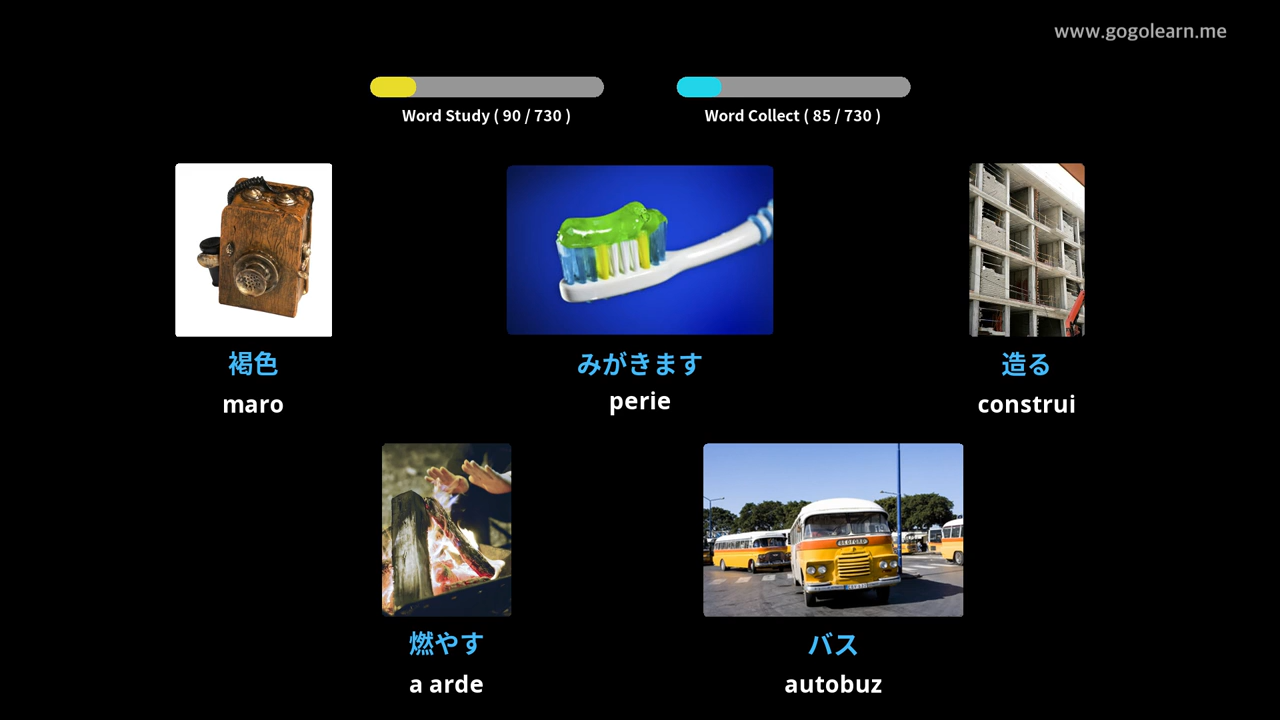 www.gogolearn.me
Word Study ( 90 / 730 )
Word Collect ( 85 / 730 )
褐色
maro
みがきます
perie
造る
construi
燃やす
a arde
BEDFORD
バス
autobuz